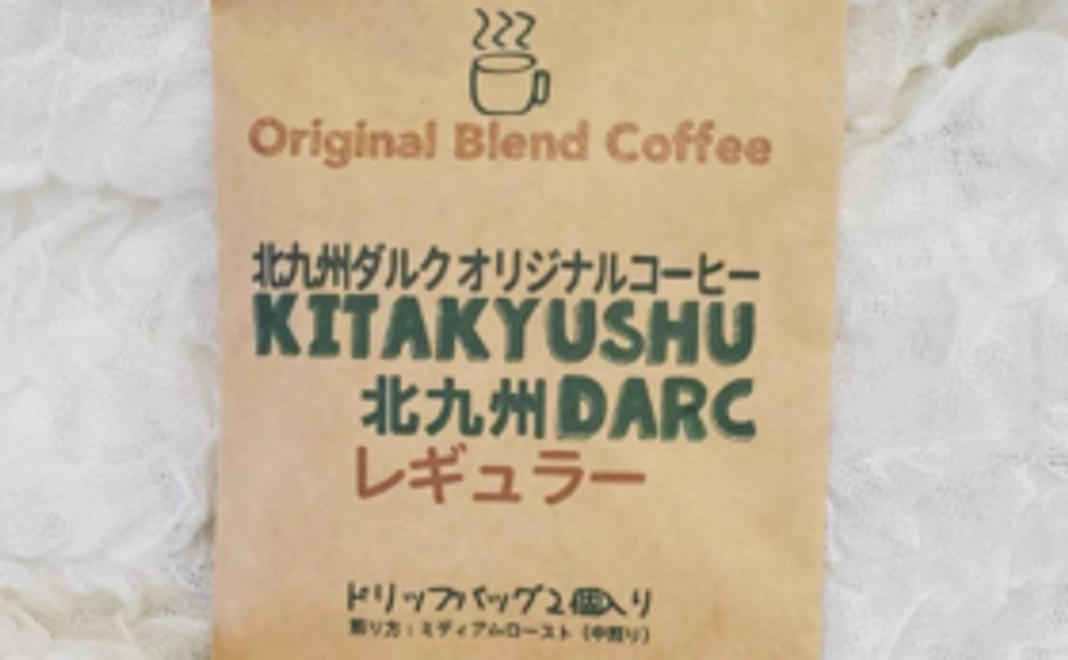 Original Blend Coffee
北九州ダルクオリジナルコーヒー
KITAKYUSHU
北九州DARC
レギュラー
ドリップバッグ2個入り
煎り方：ミディアムロースト（中煎り）